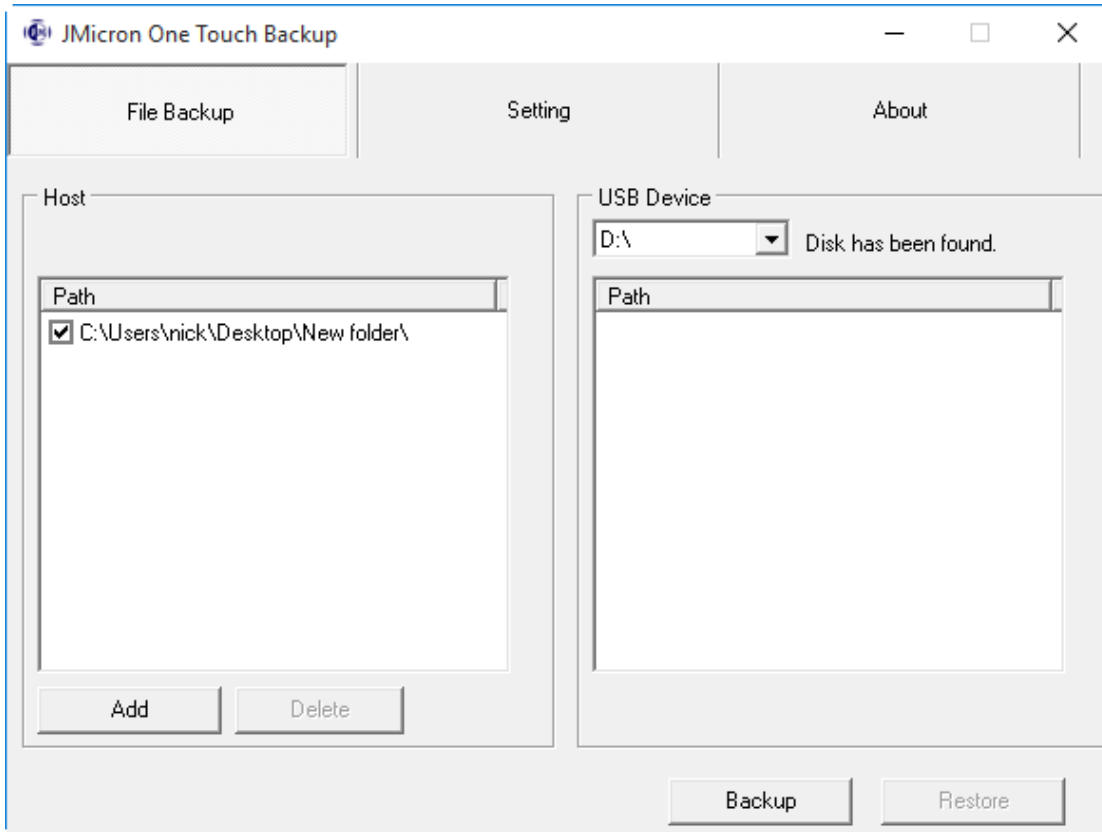 JMicron One Touch Backup
File Backup
Setting
About
Host
USB Device
D:\
Disk has been found.
Path
C:\Users\nick\Desktop\New folder\
Path
Add
Delete
Backup
Restore